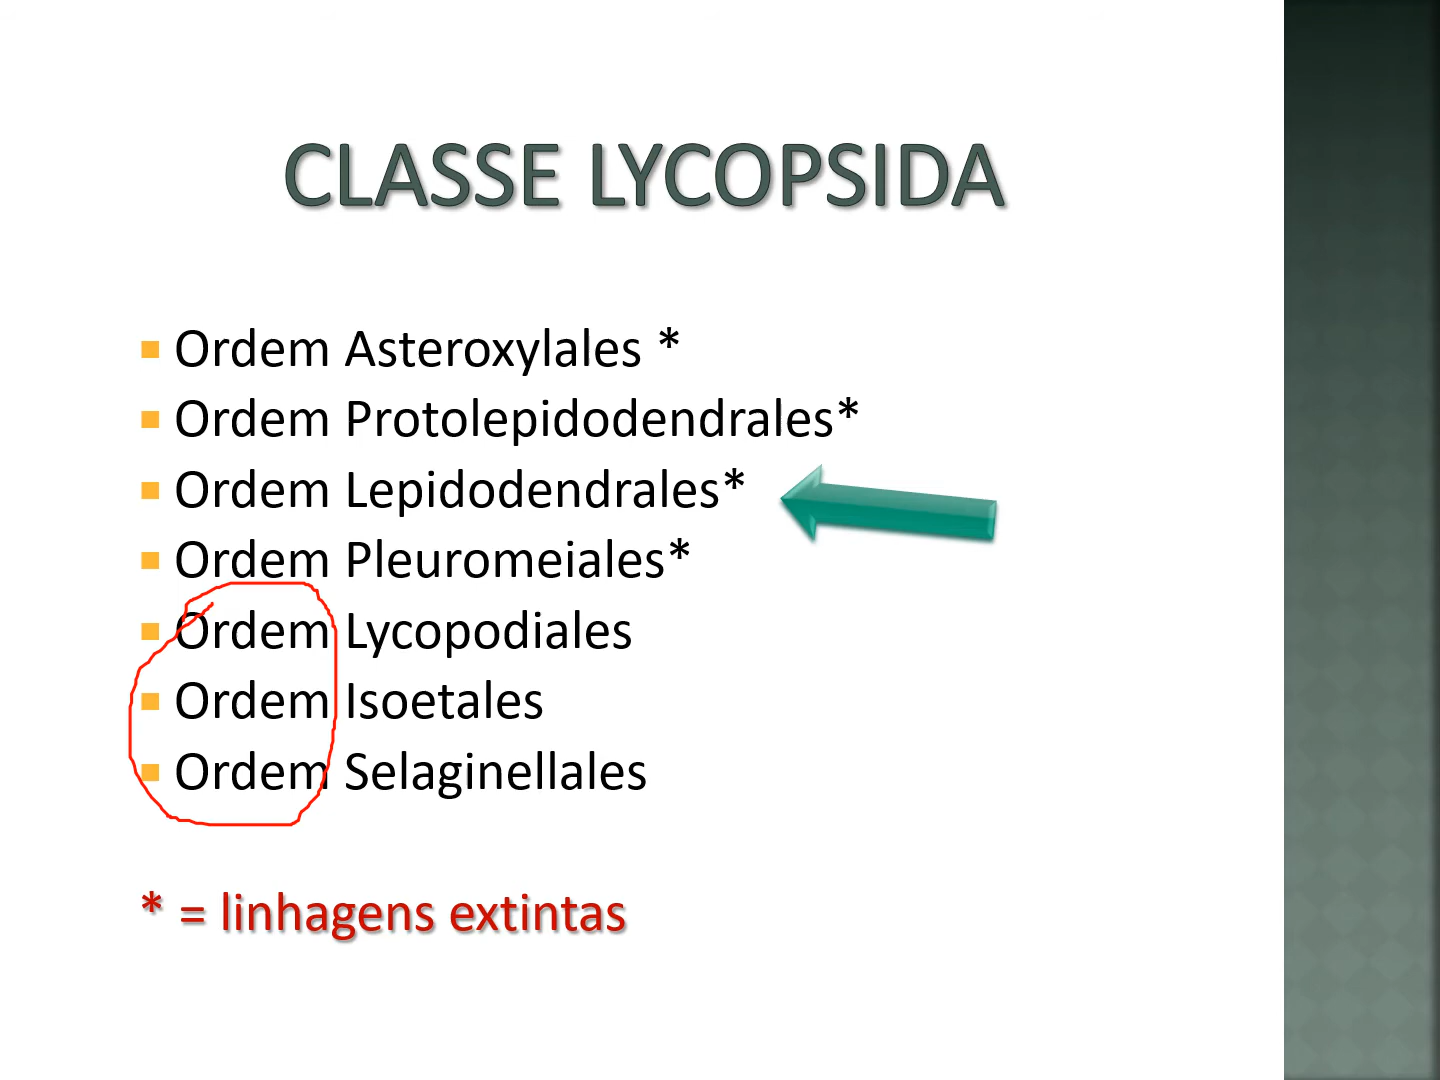 CLASSE LYCOPSIDA
Ordem Asteroxylales *
Ordem Protolepidodendrales*
Ordem Lepidodendrales*
Ordem Pleuromeiales*
Ordem Lycopodiales
Ordem Isoetales
Ordem Selaginellales
* = linhagens extintas